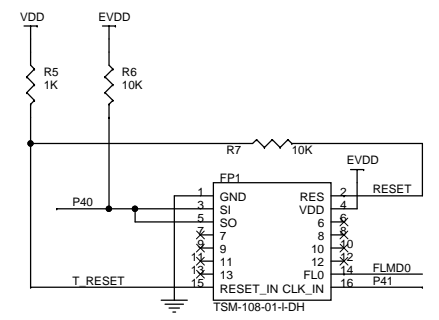 VDD EVDD
R5 R6
1K 10K
R7 10K
EVDD
FP1
1 GND RES 2 RESET
P40 3 SI VDD 4
5 SO 6 6
7 7 8 8
9 9 10 10
11 11 12 12
13 13 FL0 14 FLMD0
T_RESET 15 RESET_IN CLK_IN 16 P41
TSM-108-01-I-DH